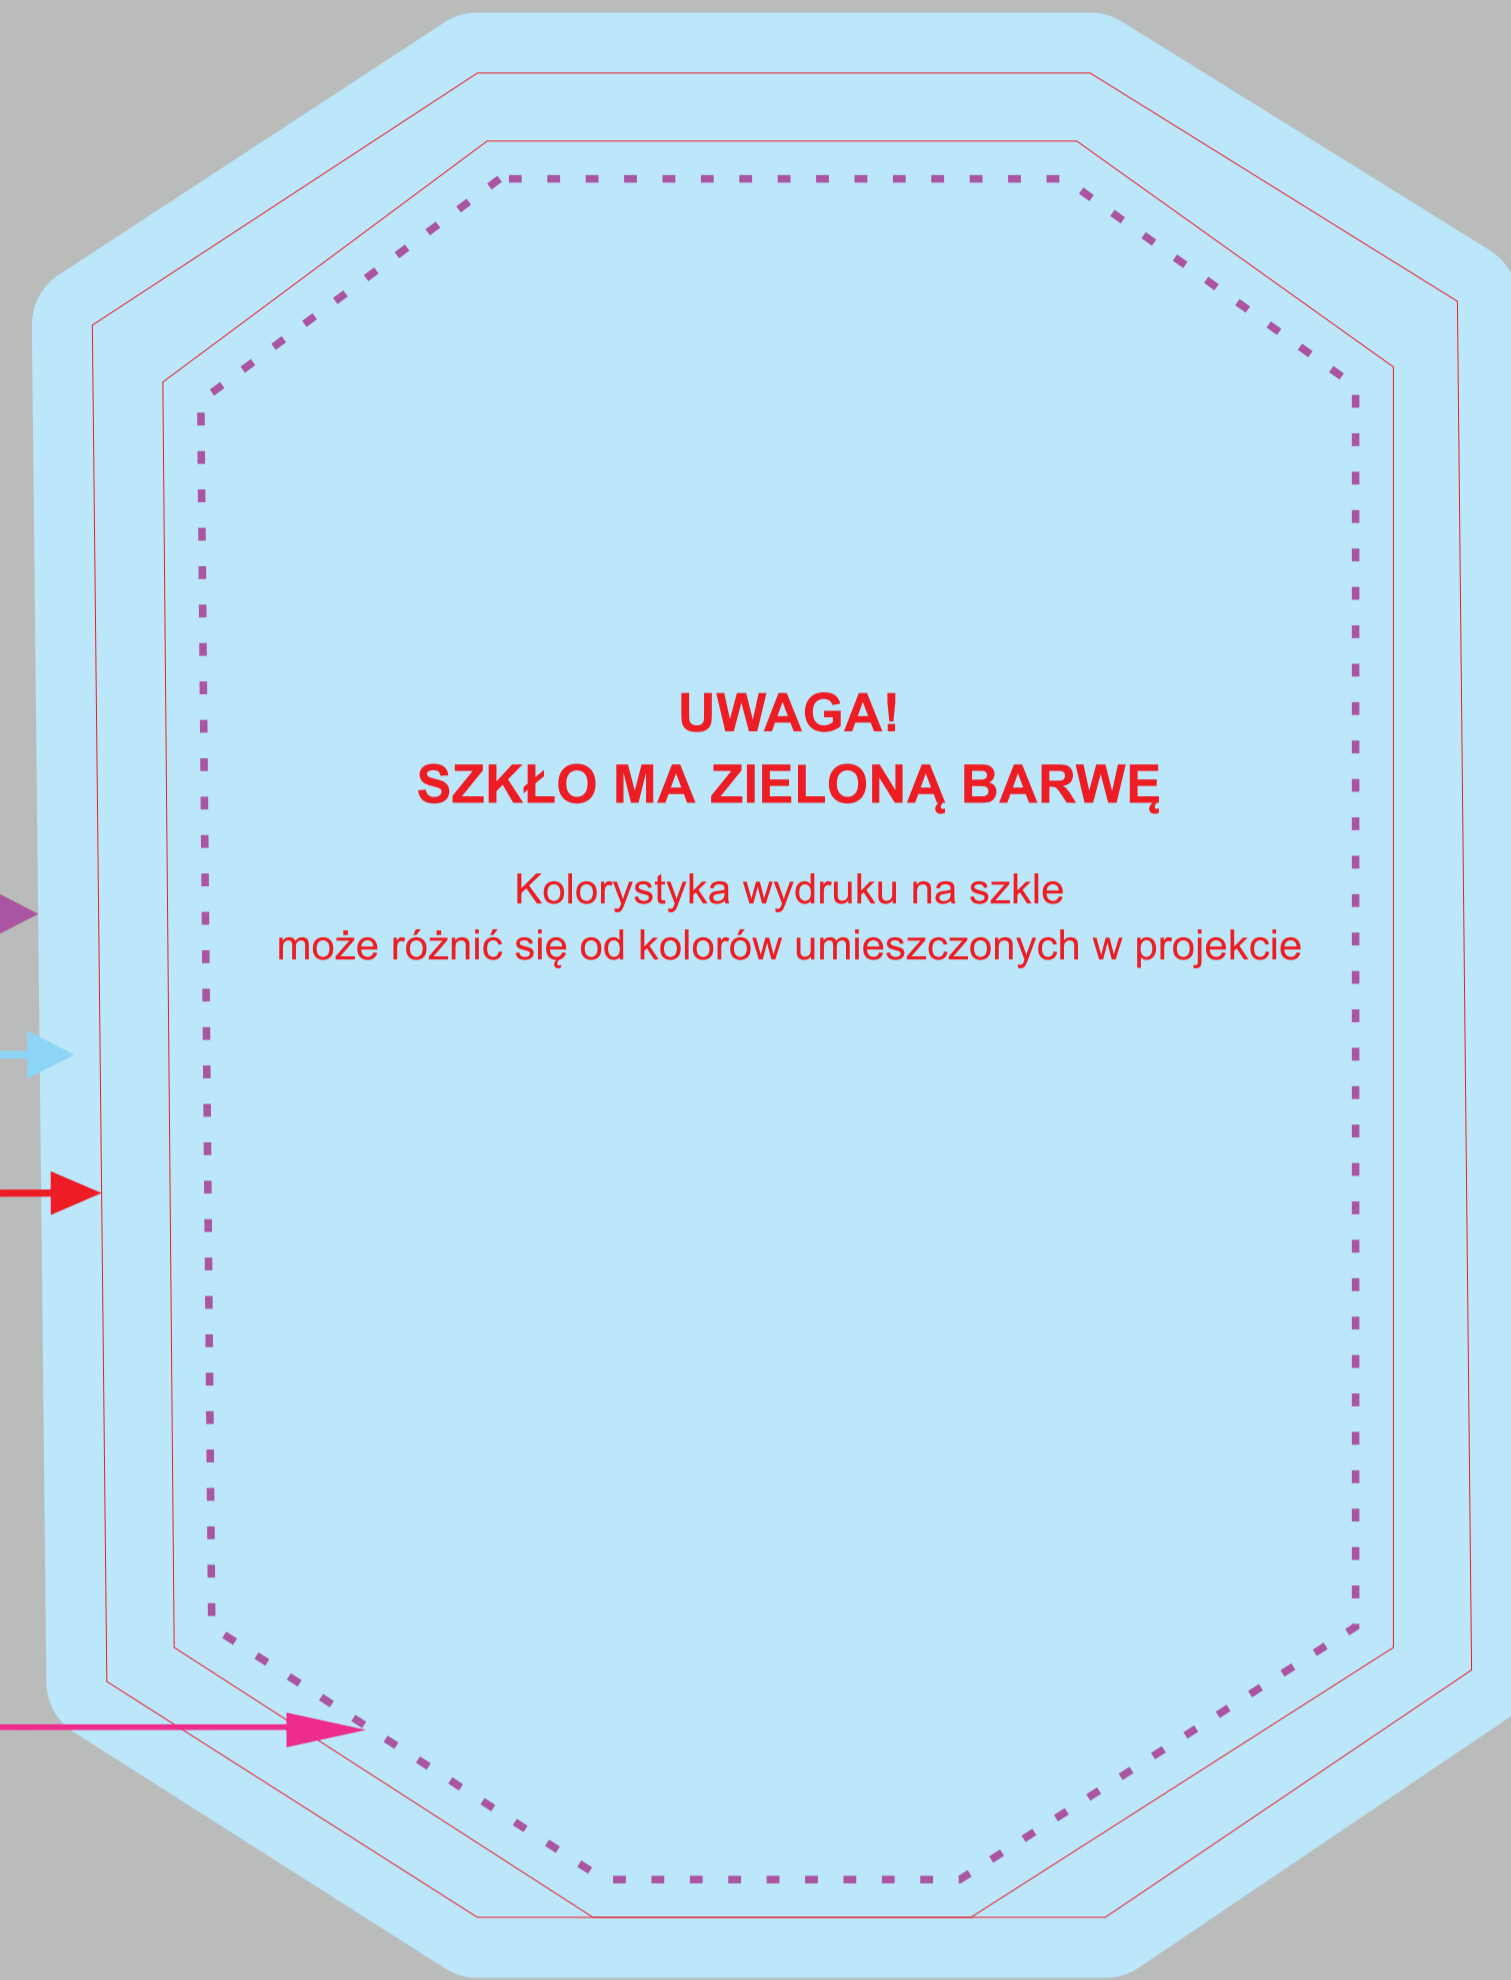 UWAGA!
SZKŁO MA ZIELONĄ BARWĘ
Kolorystyka wydruku na szkle
może różnić się od kolorów umieszczonych w projekcie